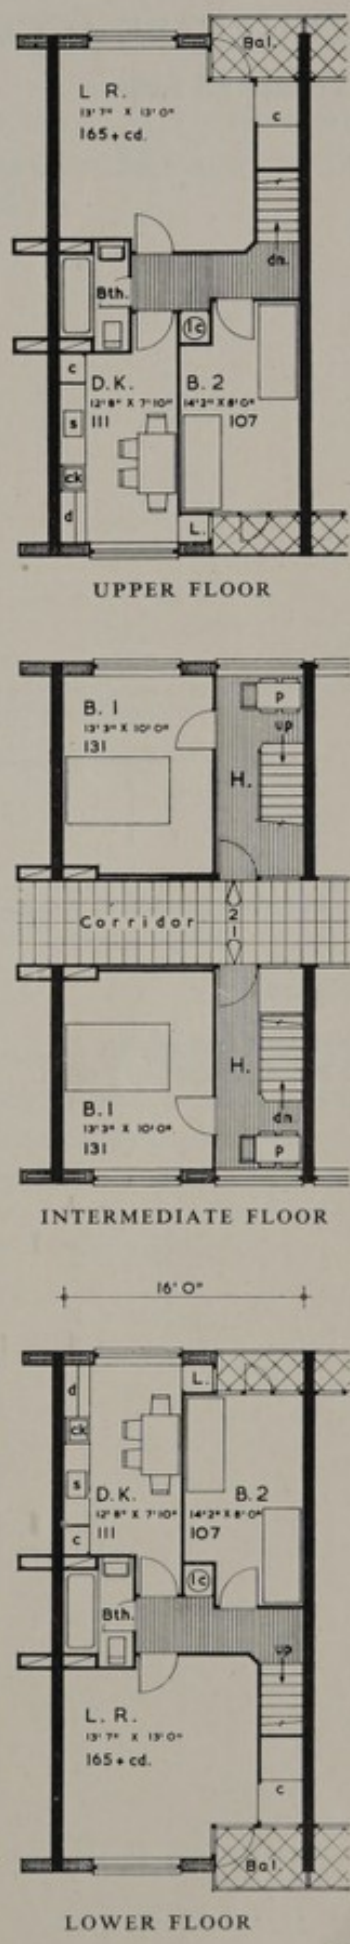 Bal.
L R.
13' 7" X 13' 0"
165 + cd.
c
dn.
Bth.
lc
c
D.K.
12' 8" X 7' 10"
111
B. 2
14' 2" X 8' 0"
107
s
ck
d
L.
UPPER FLOOR
B. 1
13' 3" X 10' 0"
131
P
up
H.
Corridor
2
1
H.
B. 1
13' 3" X 10' 0"
131
dn
P
INTERMEDIATE FLOOR
16' 0"
L.
d
ck
s
D.K.
12' 8" X 7' 10"
111
B. 2
14' 2" X 8' 0"
107
c
lc
Bth.
up
L. R.
13' 7" X 13' 0"
165 + cd.
c
Bal.
LOWER FLOOR